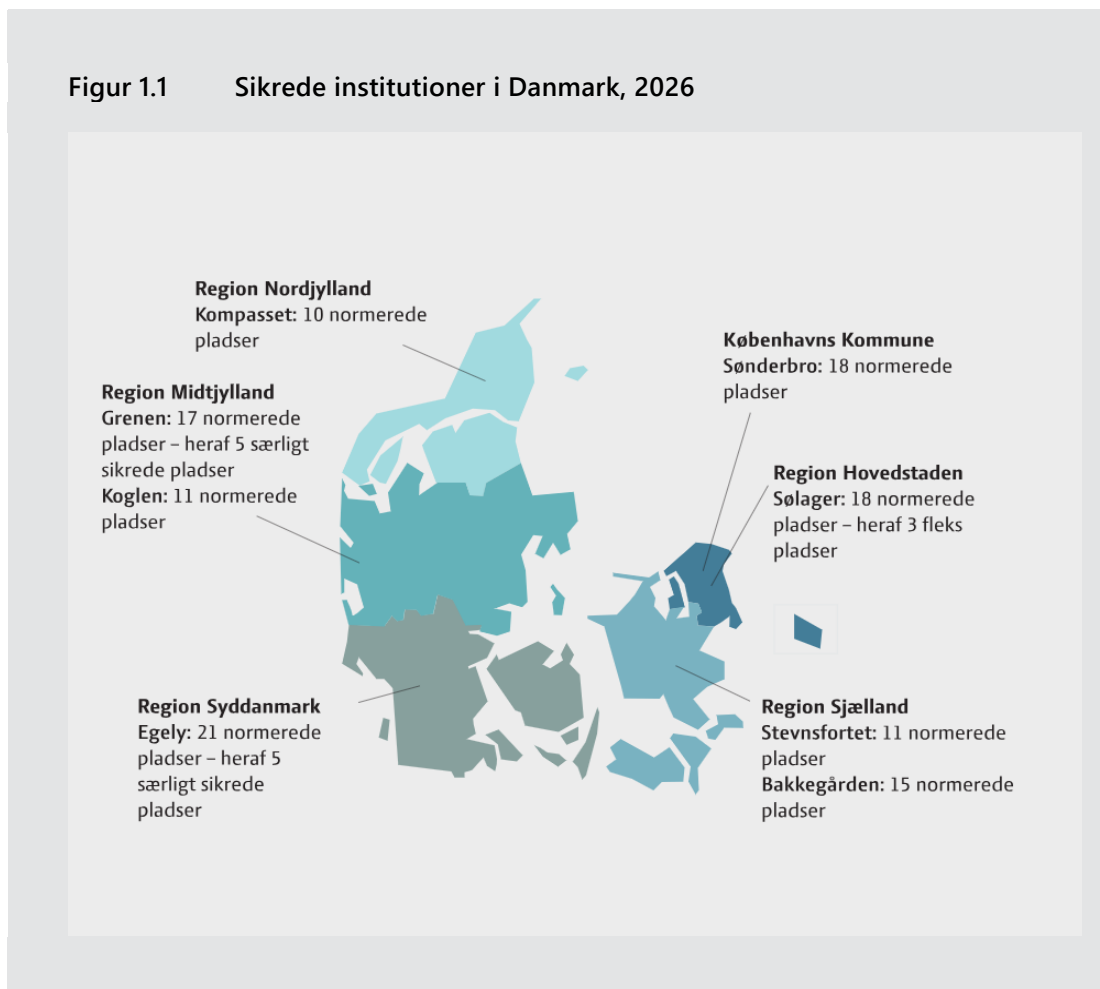 Figur 1.1 Sikrede institutioner i Danmark, 2026
Region Nordjylland
Kompasset: 10 normerede
pladser
Region Midtjylland
Grenen: 17 normerede
pladser – heraf 5 særligt
sikrede pladser
Koglen: 11 normerede
pladser
Københavns Kommune
Sønderbro: 18 normerede
pladser
Region Hovedstaden
Sølager: 18 normerede
pladser – heraf 3 fleks
pladser
Region Syddanmark
Egely: 21 normerede
pladser – heraf 5
særligt sikrede
pladser
Region Sjælland
Stevnsfortet: 11 normerede
pladser
Bakkegården: 15 normerede
pladser